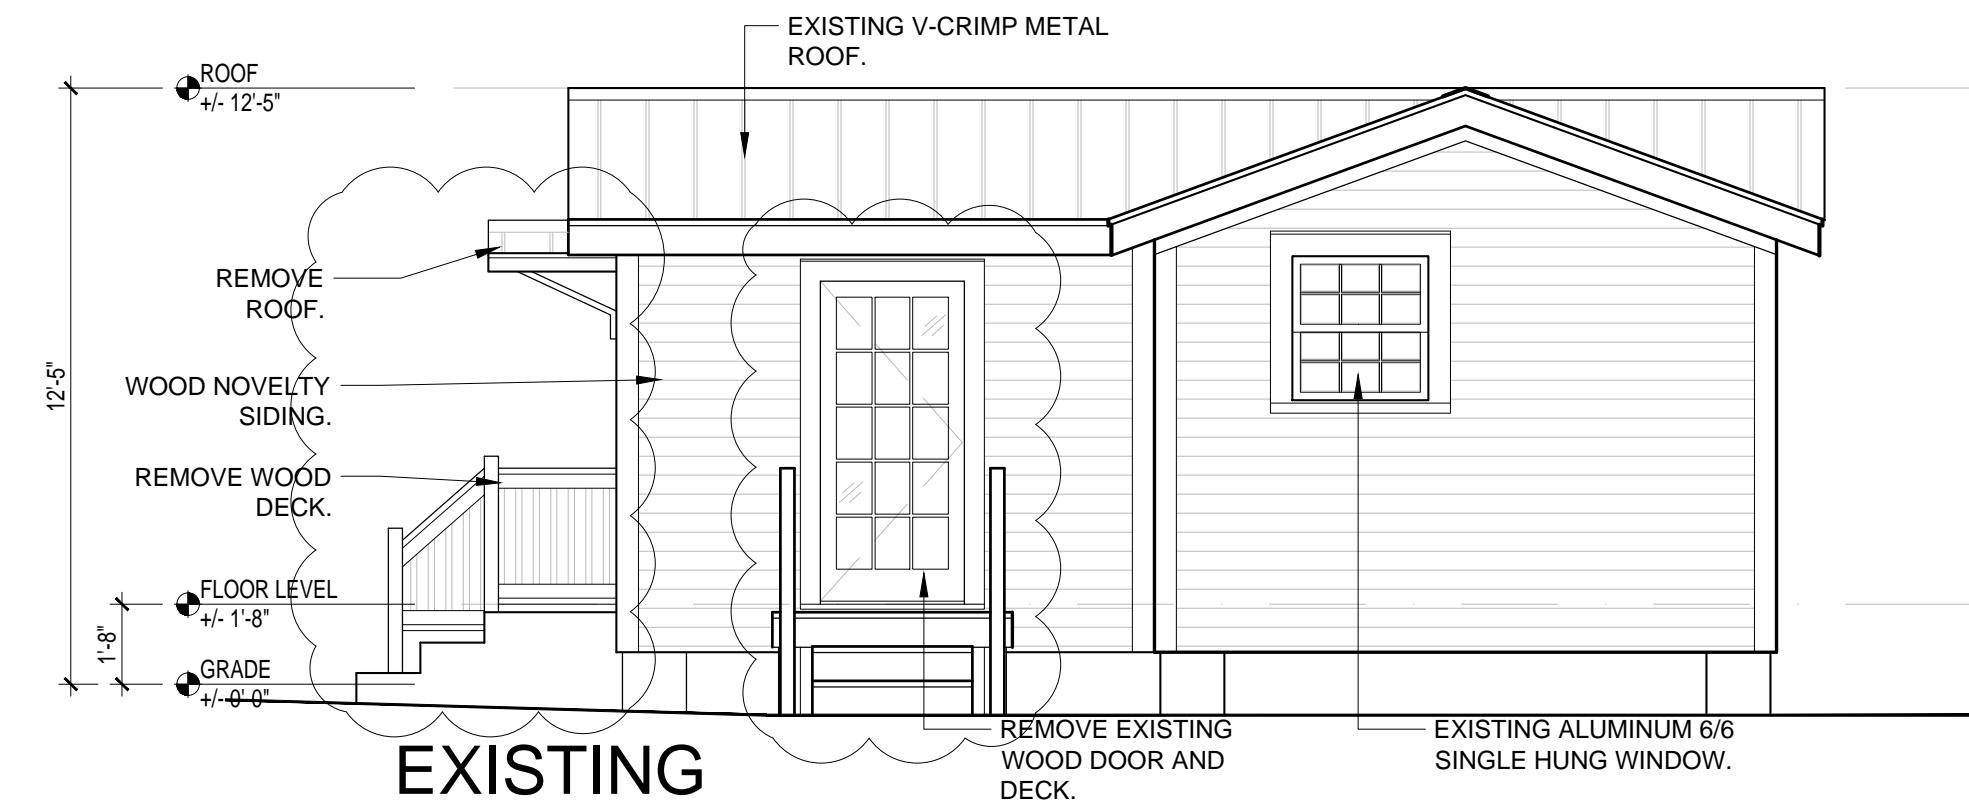 EXISTING V-CRIMP METAL
ROOF.
ROOF
+/- 12'-5"
REMOVE
ROOF.
12'-5"
WOOD NOVELTY
SIDING.
REMOVE WOOD
DECK.
FLOOR LEVEL
+/- 1'-8"
1'-8"
GRADE
+/- 0'-0"
REMOVE EXISTING
WOOD DOOR AND
DECK.
EXISTING ALUMINUM 6/6
SINGLE HUNG WINDOW.
EXISTING